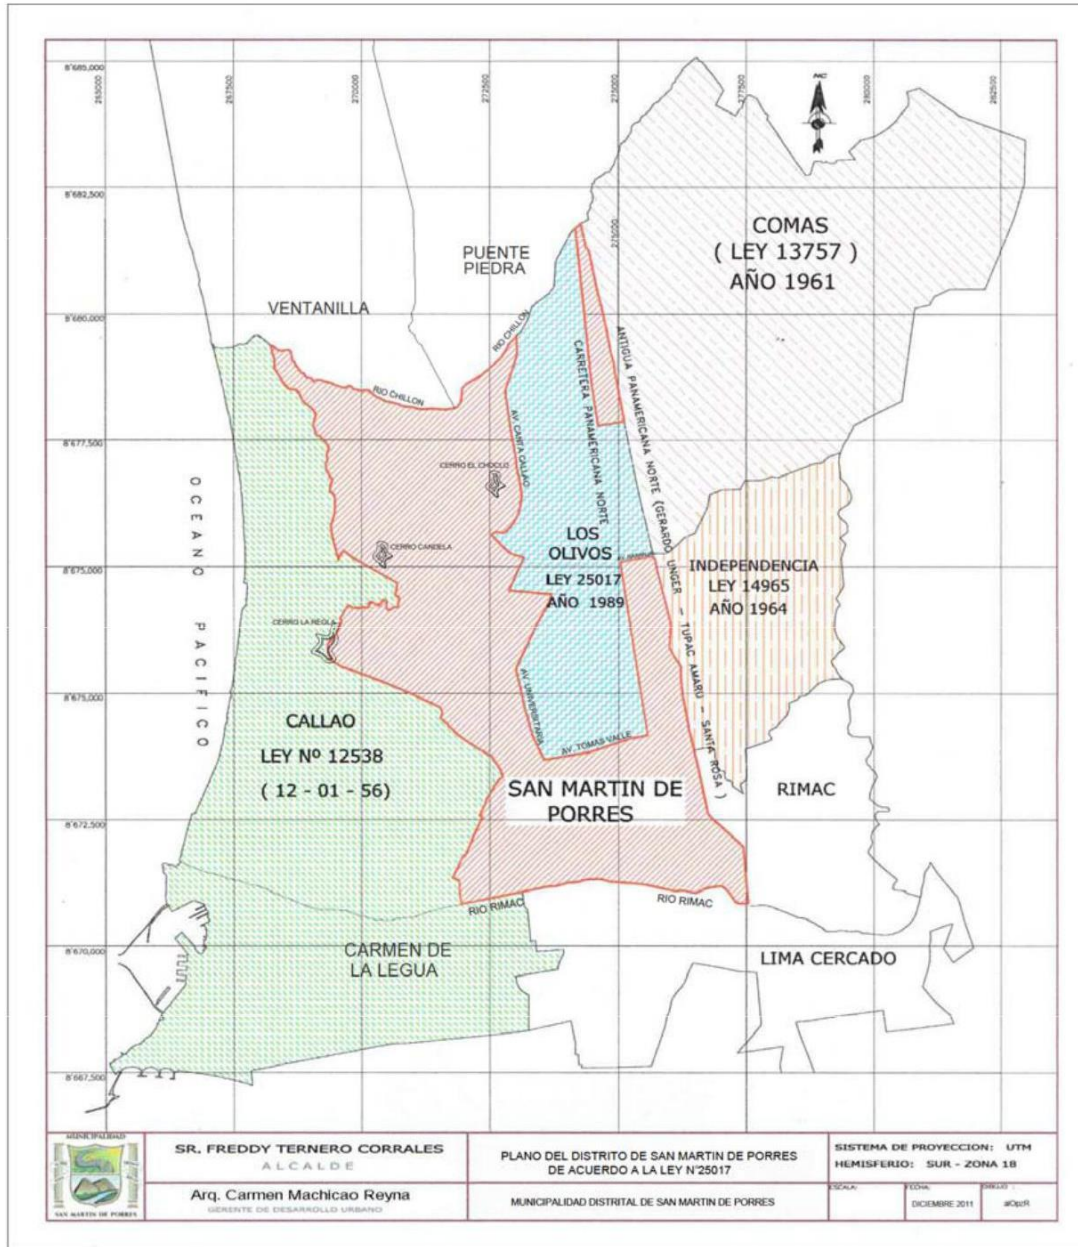 8'685,000
265000
267500
270000
272500
275000
277500
280000
282500
NC
8'682,500
COMAS
( LEY 13757 )
AÑO 1961
PUENTE
PIEDRA
VENTANILLA
8'680,000
RIO CHILLON
RIO CHILLON
CARRETERA PANAMERICANA NORTE
ANTIGUA PANAMERICANA NORTE (GERARDO UNGER - TUPAC AMARU - SANTA ROSA )
AV. CANTA CALLAO
8'677,500
CERRO EL CHOCLO
OCEANO PACIFICO
CERRO CANDELA
LOS
OLIVOS
LEY 25017
AÑO 1989
8'675,000
INDEPENDENCIA
LEY 14965
AÑO 1964
CERRO LA REGLA
8'675,000
AV. UNIVERSITARIA
AV. TOMAS VALLE
CALLAO
LEY Nº 12538
( 12 - 01 - 56)
SAN MARTIN DE
PORRES
RIMAC
8'672,500
RIO RIMAC
RIO RIMAC
8'670,000
CARMEN DE
LA LEGUA
LIMA CERCADO
8'667,500
MUNICIPALIDAD
SAN MARTIN DE PORRES
SR. FREDDY TERNERO CORRALES
ALCALDE
Arq. Carmen Machicao Reyna
GERENTE DE DESARROLLO URBANO
PLANO DEL DISTRITO DE SAN MARTIN DE PORRES
DE ACUERDO A LA LEY N°25017
MUNICIPALIDAD DISTRITAL DE SAN MARTIN DE PORRES
SISTEMA DE PROYECCION: UTM
HEMISFERIO: SUR - ZONA 18
ESCALA:
FECHA:
DICIEMBRE 2011
DIBUJO :